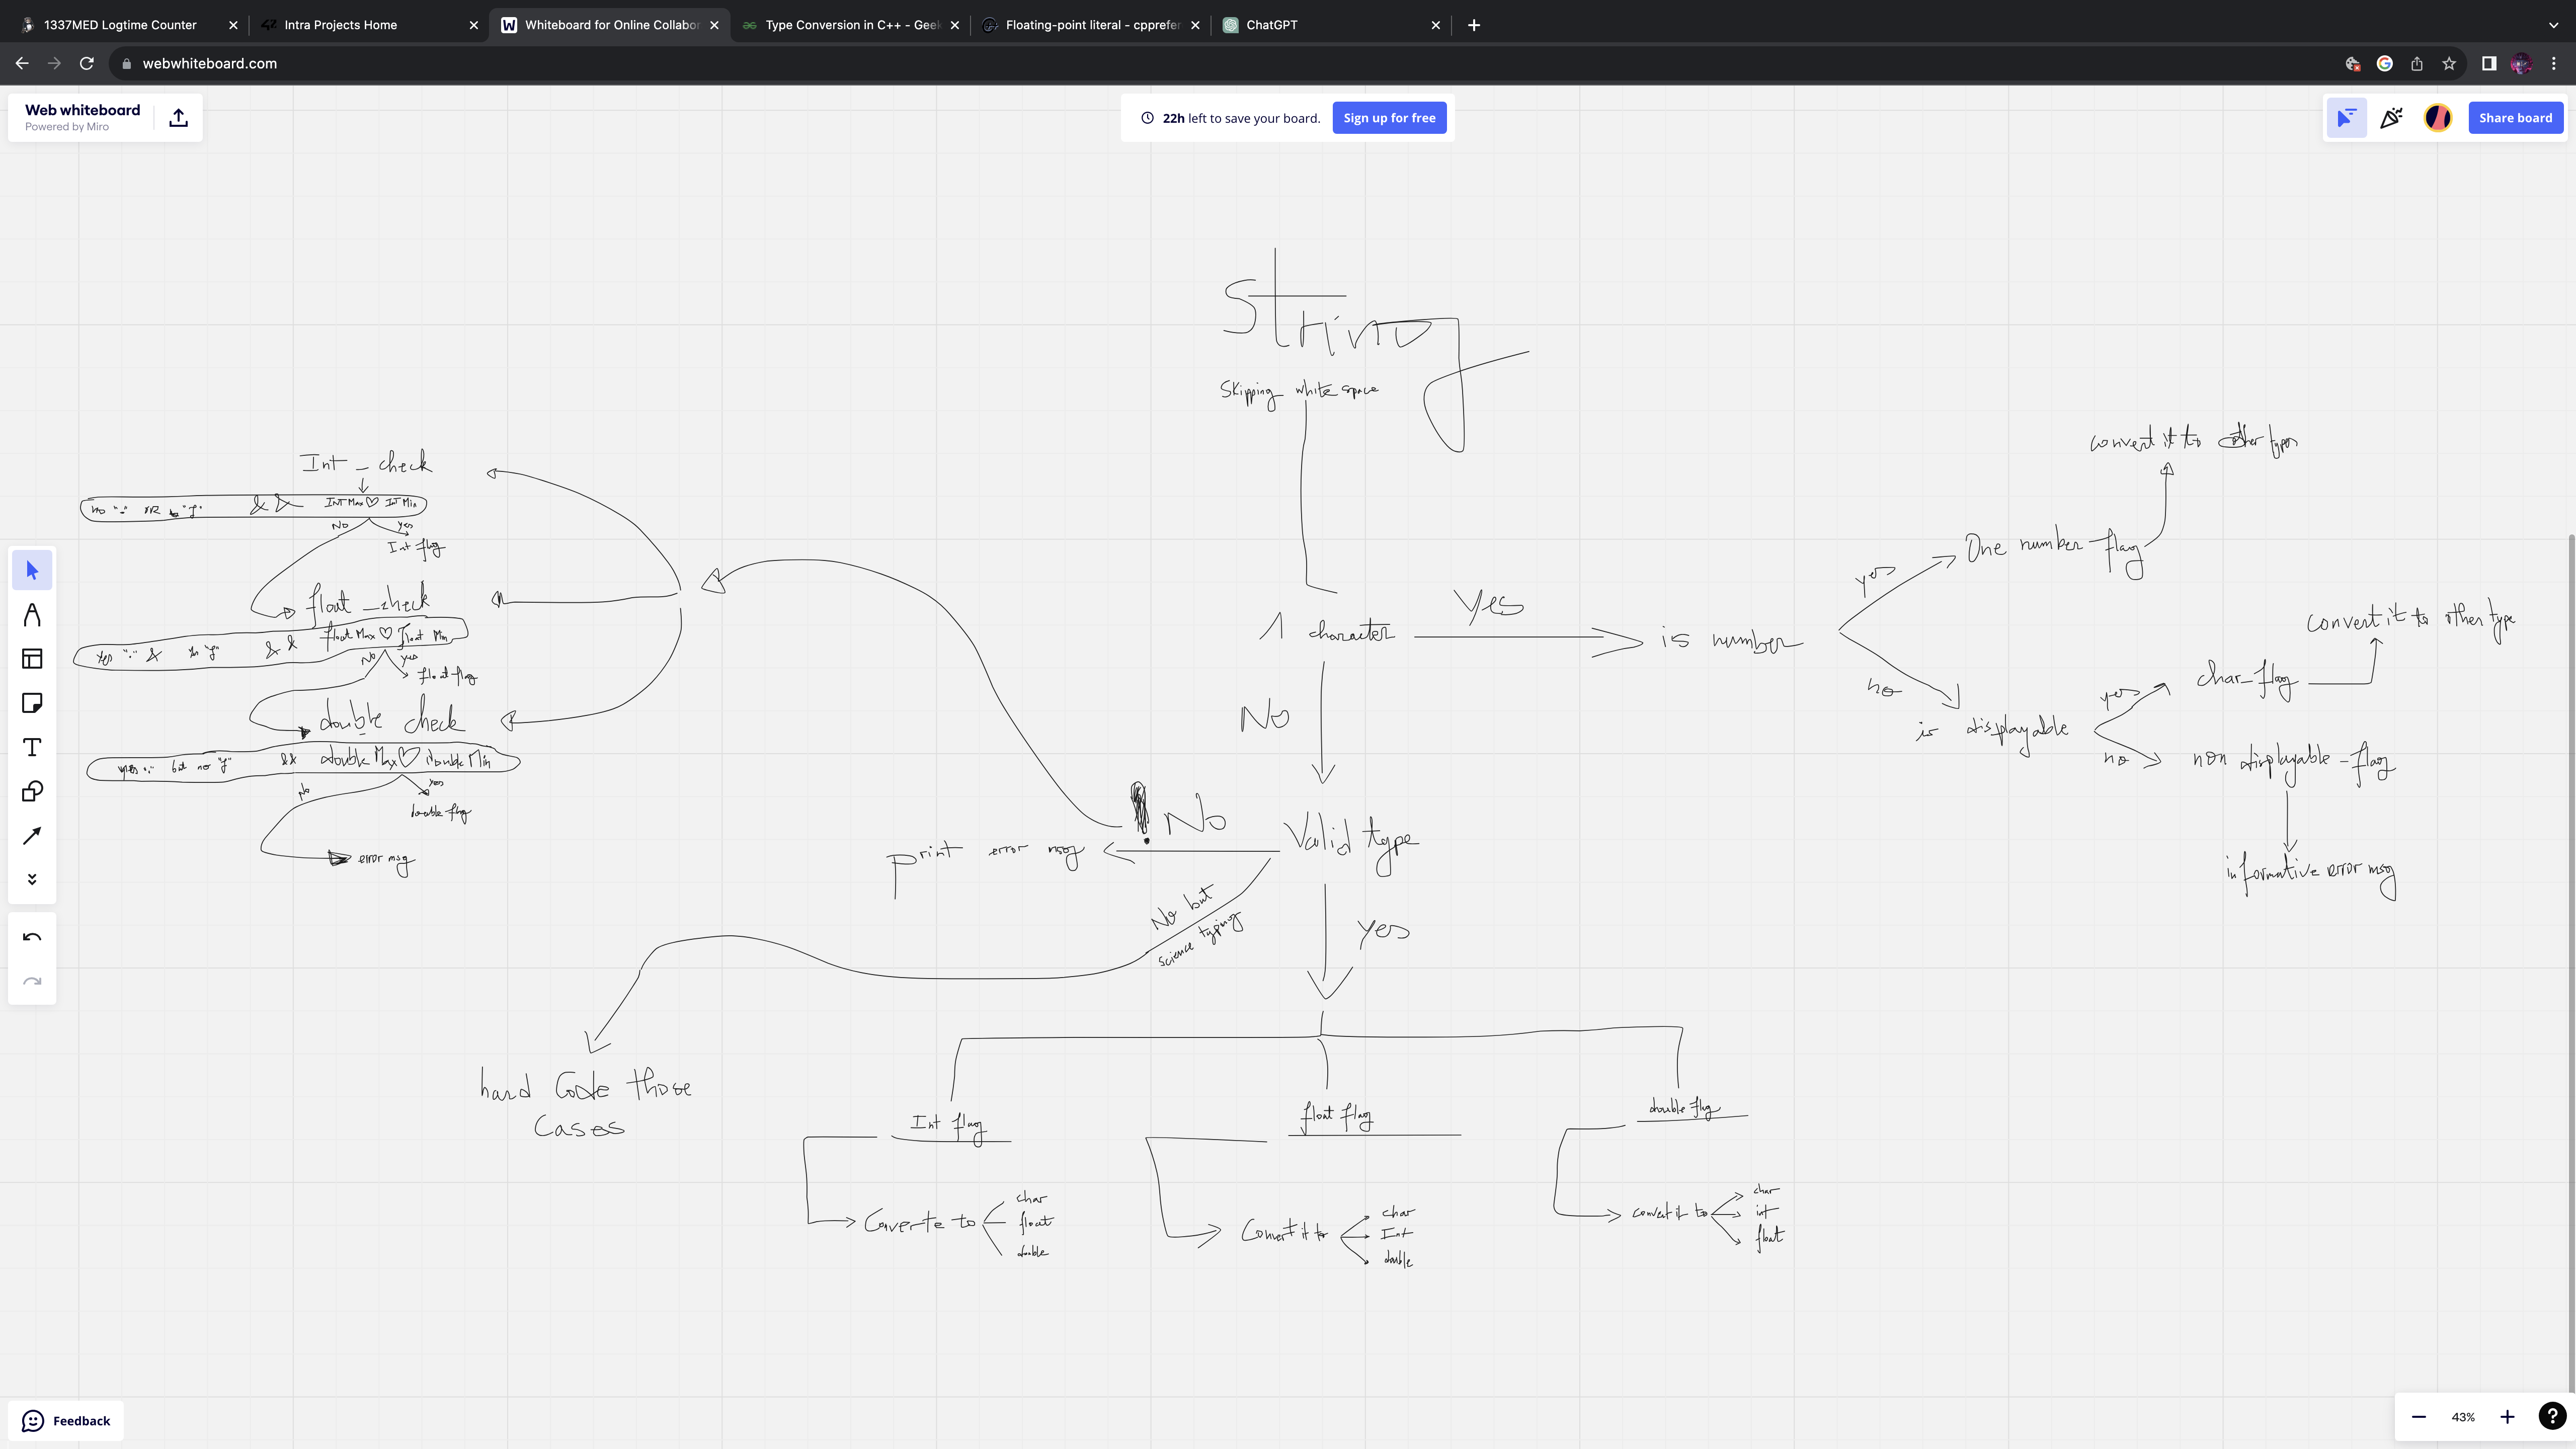 1337MED Logtime Counter
Intra Projects Home
Whiteboard for Online Collabor
Type Conversion in C++ - Geek
Floating-point literal - cpprefer
ChatGPT
webwhiteboard.com
Web whiteboard
Powered by Miro
22h left to save your board.
Sign up for free
Share board
String
Skipping white space
1 character
Yes
is number
yes
One number flag
convert it to other types
no
is displayable
yes
char_flag
convert it to other type
no
non displayable-flag
informative error msg
No
Valid type
No
print error msg
No but
science typing
hard Code those
Cases
yes
Int flag
Converte to
char
float
double
float flag
Convert it to
char
Int
double
double flag
convert it to
char
int
float
Int _ check
no "." OR "f" && INT Max ♡ INT Min
No
yes
Int flag
float _check
yes "." & "f" && float Max ♡ float Min
No
yes
float flag
double check
yes "." but no "f" && double Max ♡ double Min
No
yes
double flag
error msg
Feedback
43%